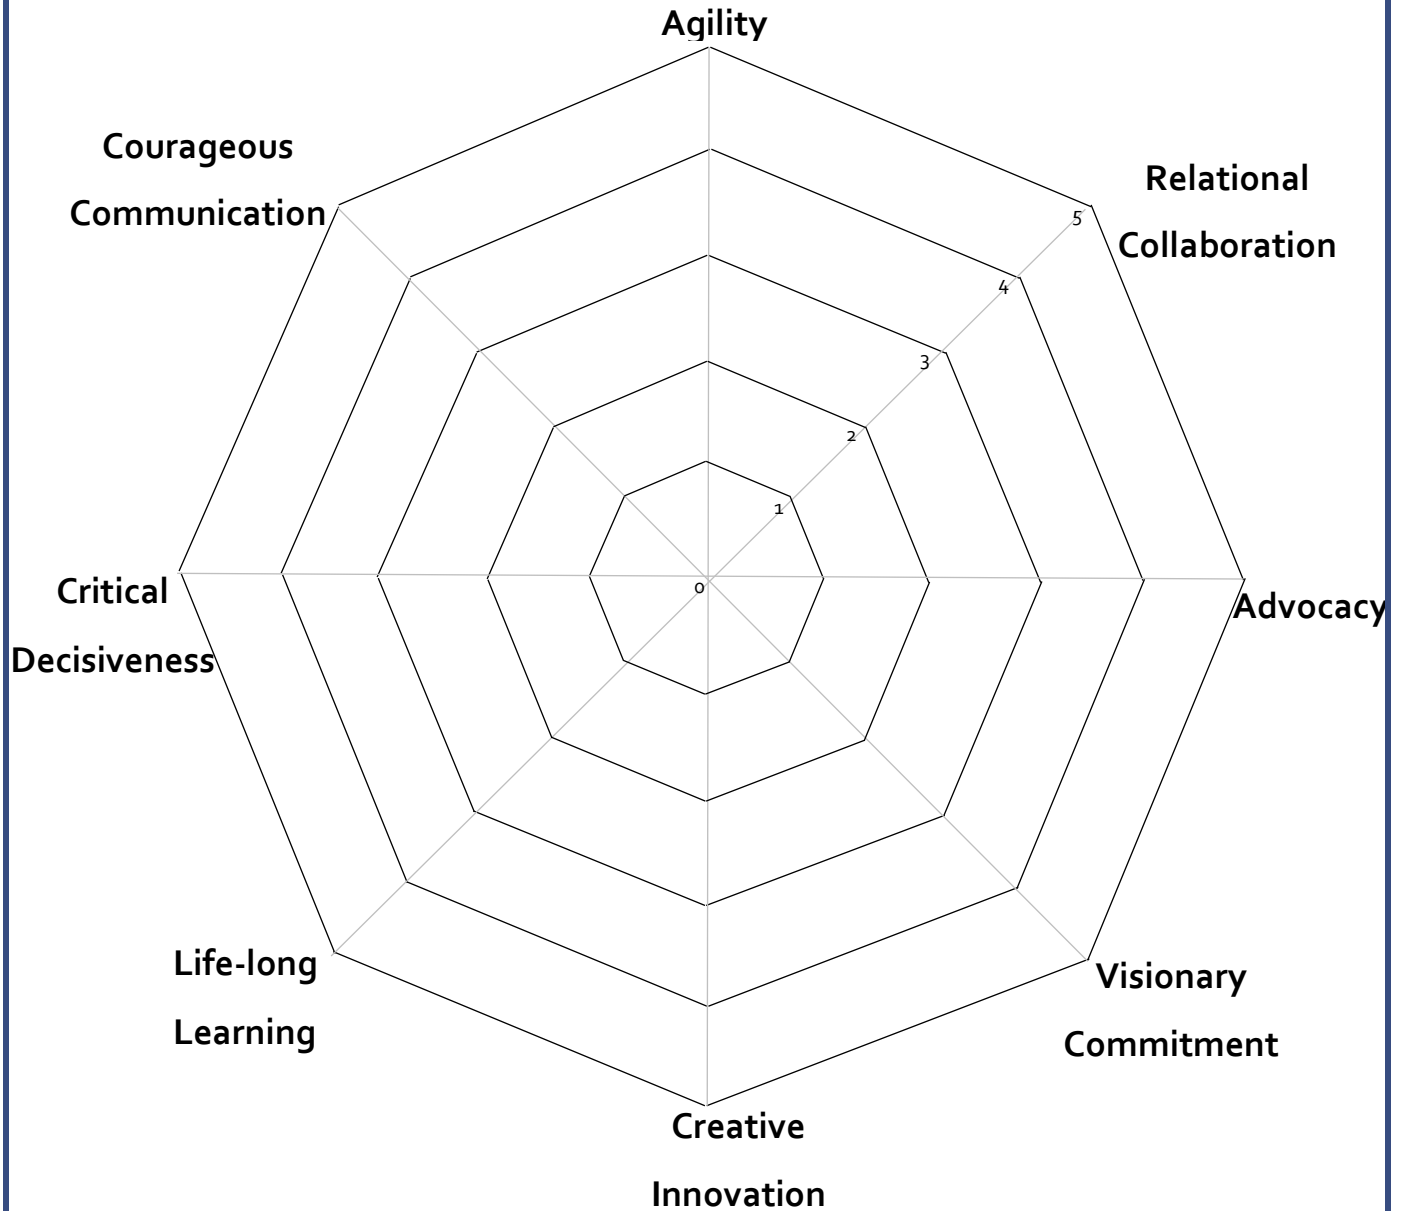 Agility
Courageous
Communication
Relational
Collaboration
5
4
3
2
1
0
Critical
Decisiveness
Advocacy
Life-long
Learning
Visionary
Commitment
Creative
Innovation